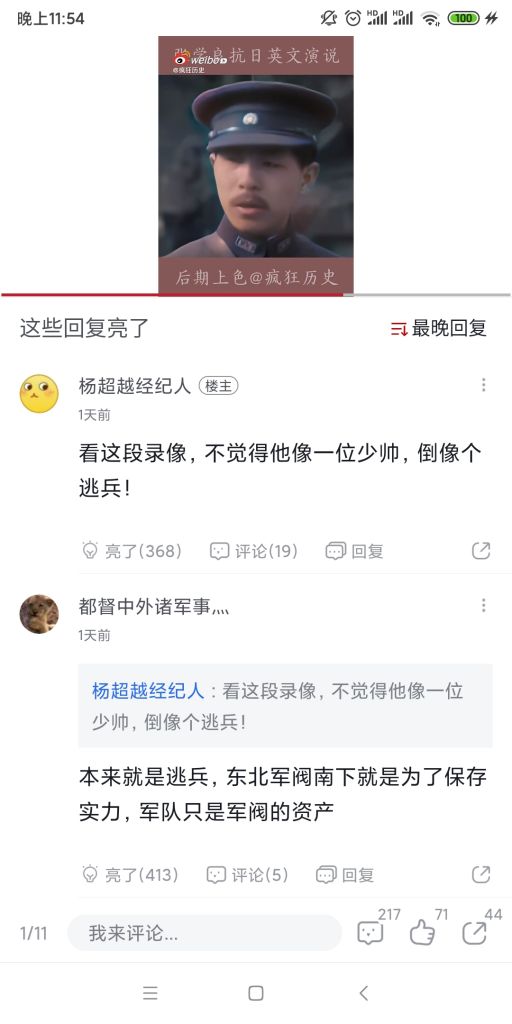 晚上11:54
HD
HD
100
张学良抗日英文演说
weibo
@疯狂历史
后期上色@疯狂历史
这些回复亮了
最晚回复
杨超越经纪人 楼主
1天前
看这段录像，不觉得他像一位少帅，倒像个
逃兵！
亮了(368) 评论(19) 回复
都督中外诸军事灬
1天前
杨超越经纪人：看这段录像，不觉得他像一位
少帅，倒像个逃兵！
本来就是逃兵，东北军阀南下就是为了保存
实力，军队只是军阀的资产
亮了(413) 评论(5) 回复
1/11 我来评论... 217 71 44